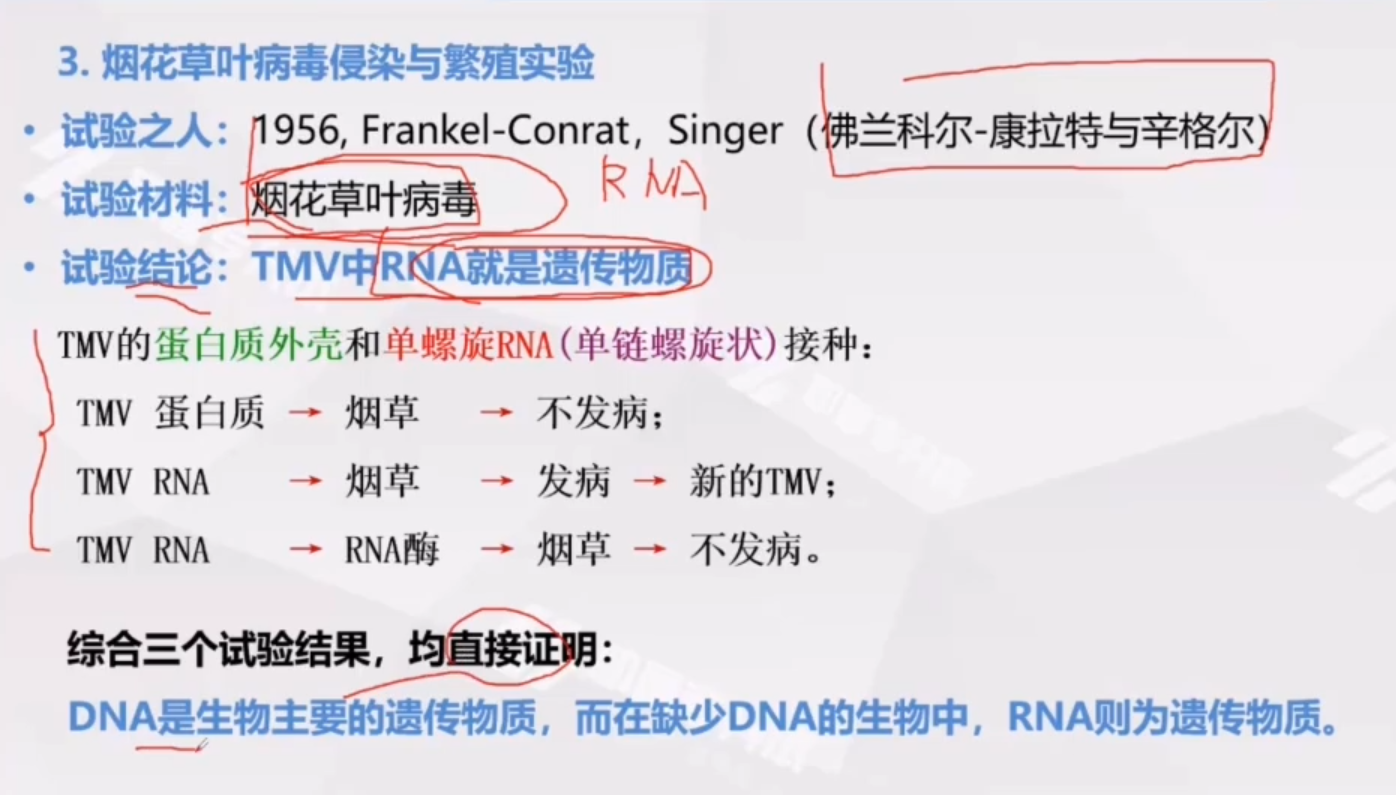 3. 烟花草叶病毒侵染与繁殖实验
• 试验之人：1956, Frankel-Conrat，Singer（佛兰科尔-康拉特与辛格尔）
• 试验材料：烟花草叶病毒 RNA
• 试验结论：TMV中RNA就是遗传物质
TMV的蛋白质外壳和单螺旋RNA(单链螺旋状)接种：
TMV 蛋白质 → 烟草 → 不发病；
TMV RNA → 烟草 → 发病 → 新的TMV；
TMV RNA → RNA酶 → 烟草 → 不发病。
综合三个试验结果，均直接证明：
DNA是生物主要的遗传物质，而在缺少DNA的生物中，RNA则为遗传物质。